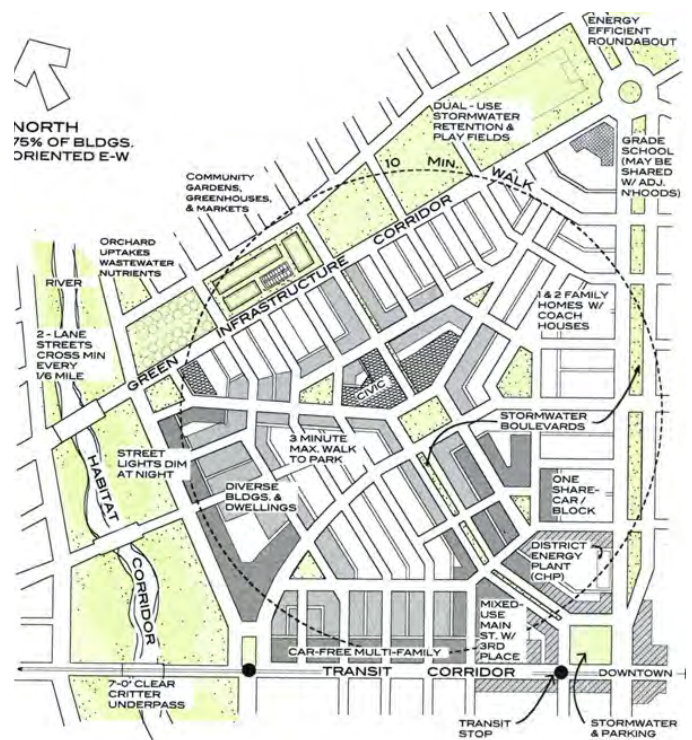 ENERGY
EFFICIENT
ROUNDABOUT
NORTH
75% OF BLDGS.
ORIENTED E-W
DUAL - USE
STORMWATER
RETENTION &
PLAY FIELDS
GRADE
SCHOOL
(MAY BE
SHARED
W/ ADJ.
N'HOODS)
10 MIN. WALK
COMMUNITY
GARDENS,
GREENHOUSES,
& MARKETS
ORCHARD
UPTAKES
WASTEWATER
NUTRIENTS
RIVER
GREEN INFRASTRUCTURE CORRIDOR
1 & 2 FAMILY
HOMES W/
COACH
HOUSES
2 - LANE
STREETS
CROSS MIN
EVERY
1/6 MILE
CIVIC
STORMWATER
BOULEVARDS
3 MINUTE
MAX. WALK
TO PARK
STREET
LIGHTS DIM
AT NIGHT
HABITAT
CORRIDOR
DIVERSE
BLDGS. &
DWELLINGS
ONE
SHARE-
CAR /
BLOCK
DISTRICT
ENERGY
PLANT
(CHP)
MIXED-
USE MAIN
ST. W/
3RD
PLACE
CAR-FREE MULTI-FAMILY
TRANSIT CORRIDOR
DOWNTOWN
7'-0" CLEAR
CRITTER
UNDERPASS
TRANSIT
STOP
STORMWATER
& PARKING